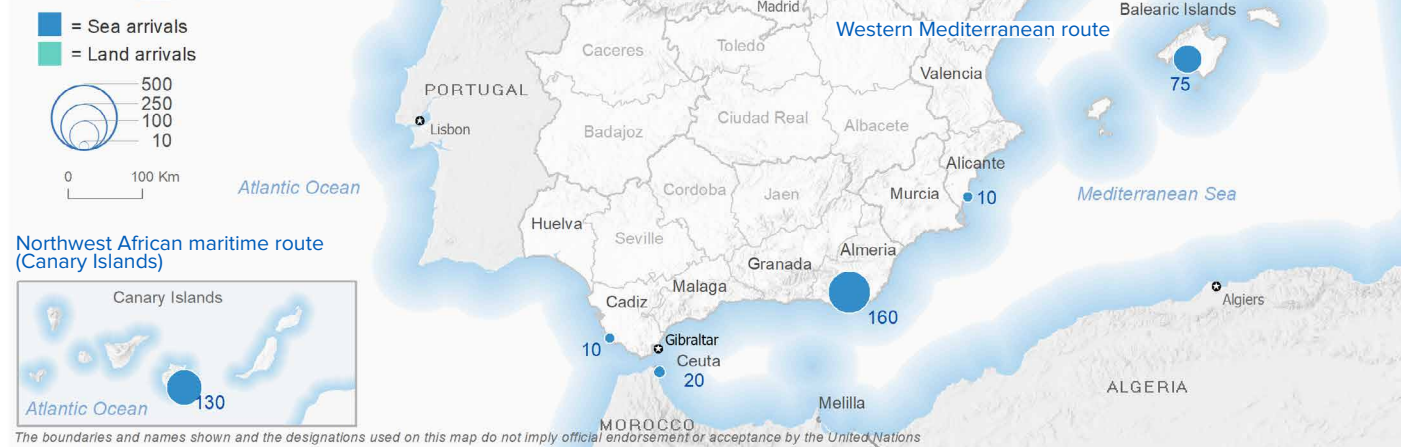 = Sea arrivals
= Land arrivals
500
250
100
10
0 100 Km
Madrid
Caceres
Toledo
Western Mediterranean route
Balearic Islands
75
Valencia
PORTUGAL
Lisbon
Badajoz
Ciudad Real
Albacete
Alicante
10
Atlantic Ocean
Cordoba
Jaen
Murcia
Mediterranean Sea
Huelva
Seville
Almeria
Granada
160
Malaga
Cadiz
10
Gibraltar
Ceuta
20
Algiers
ALGERIA
Melilla
MOROCCO
Northwest African maritime route
(Canary Islands)
Canary Islands
130
Atlantic Ocean
The boundaries and names shown and the designations used on this map do not imply official endorsement or acceptance by the United Nations